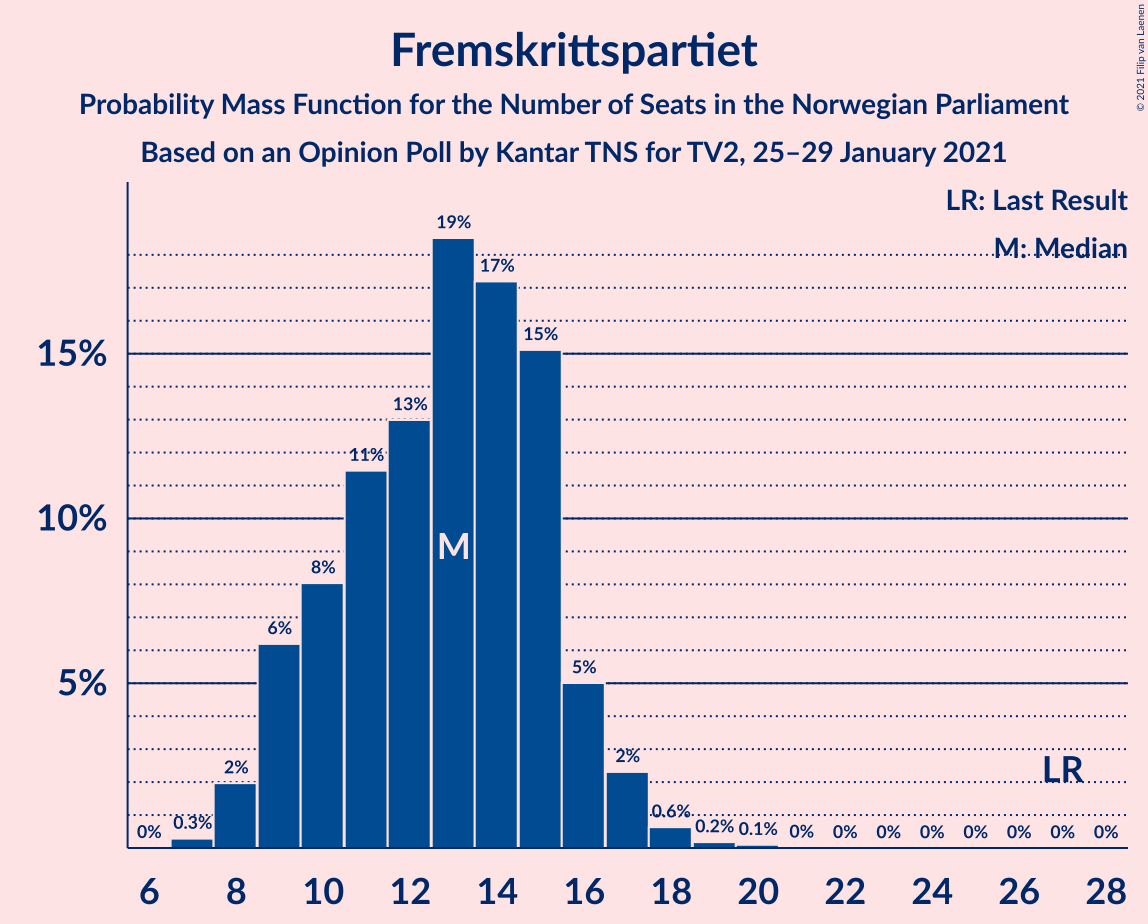 Fremskrittspartiet
Probability Mass Function for the Number of Seats in the Norwegian Parliament
Based on an Opinion Poll by Kantar TNS for TV2, 25–29 January 2021
© 2021 Filip van Laenen
LR: Last Result
M: Median
15%
10%
5%
0% 0.3% 2% 6% 8% 11% 13% 19% 17% 15% 5% 2% 0.6% 0.2% 0.1% 0% 0% 0% 0% 0% 0% 0% 0%
M
LR
6 8 10 12 14 16 18 20 22 24 26 28